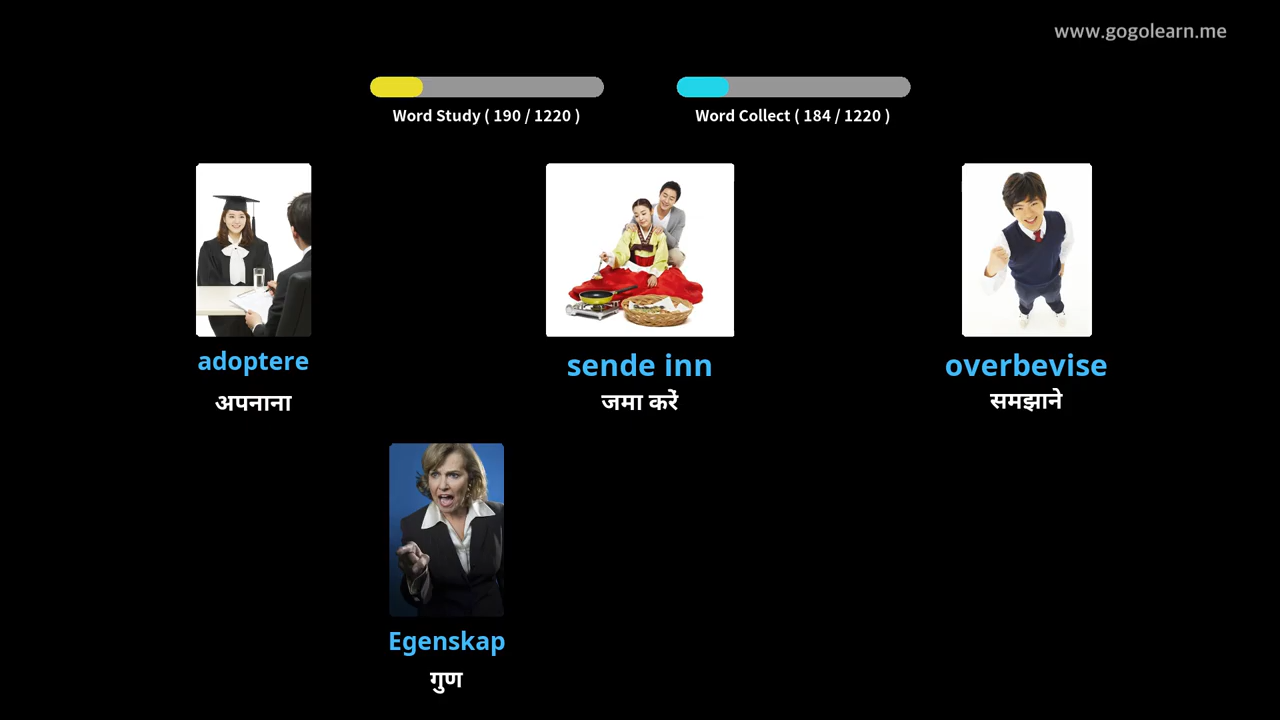 www.gogolearn.me
Word Study ( 190 / 1220 )
Word Collect ( 184 / 1220 )
adoptere
अपनाना
sende inn
जमा करें
overbevise
समझाने
Egenskap
गुण